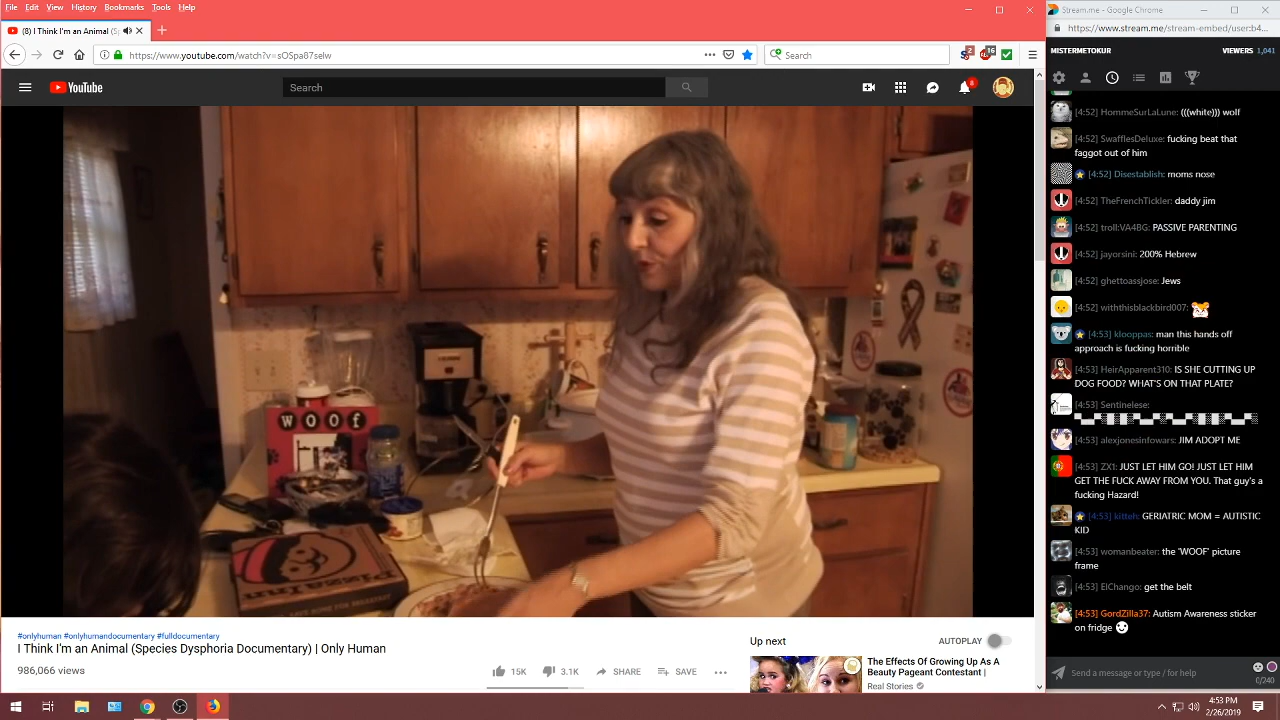 File Edit View History Bookmarks Tools Help
(8) I Think I'm an Animal (S
https://www.youtube.com/watch?v=sOSpa87selw
Search
2
16
YouTube
Search
8
WOOF
#onlyhuman #onlyhumandocumentary #fulldocumentary
I Think I'm an Animal (Species Dysphoria Documentary) | Only Human
986,066 views
15K
3.1K
SHARE
SAVE
Up next
AUTOPLAY
The Effects Of Growing Up As A
Beauty Pageant Contestant |
Real Stories
Stream.me - Google Chrome
https://www.stream.me/stream-embed/user:b4...
MISTERMETOKUR
VIEWERS 1,041
[4:52] HommeSurLaLune: (((white))) wolf
[4:52] SwafflesDeluxe: fucking beat that
faggot out of him
[4:52] Disestablish: moms nose
[4:52] TheFrenchTickler: daddy jim
[4:52] troll:VA4BG: PASSIVE PARENTING
[4:52] jayorsini: 200% Hebrew
[4:52] ghettoassjose: Jews
[4:52] withthisblackbird007:
[4:53] klooppas: man this hands off
approach is fucking horrible
[4:53] HeirApparent310: IS SHE CUTTING UP
DOG FOOD? WHAT'S ON THAT PLATE?
[4:53] Sentinelese:
[4:53] alexjonesinfowars: JIM ADOPT ME
[4:53] ZX1: JUST LET HIM GO! JUST LET HIM
GET THE FUCK AWAY FROM YOU. That guy's a
fucking Hazard!
[4:53] kitteh: GERIATRIC MOM = AUTISTIC
KID
[4:53] womanbeater: the 'WOOF' picture
frame
[4:53] ElChango: get the belt
[4:53] GordZilla37: Autism Awareness sticker
on fridge
Send a message or type / for help
0/240
4:53 PM
2/26/2019